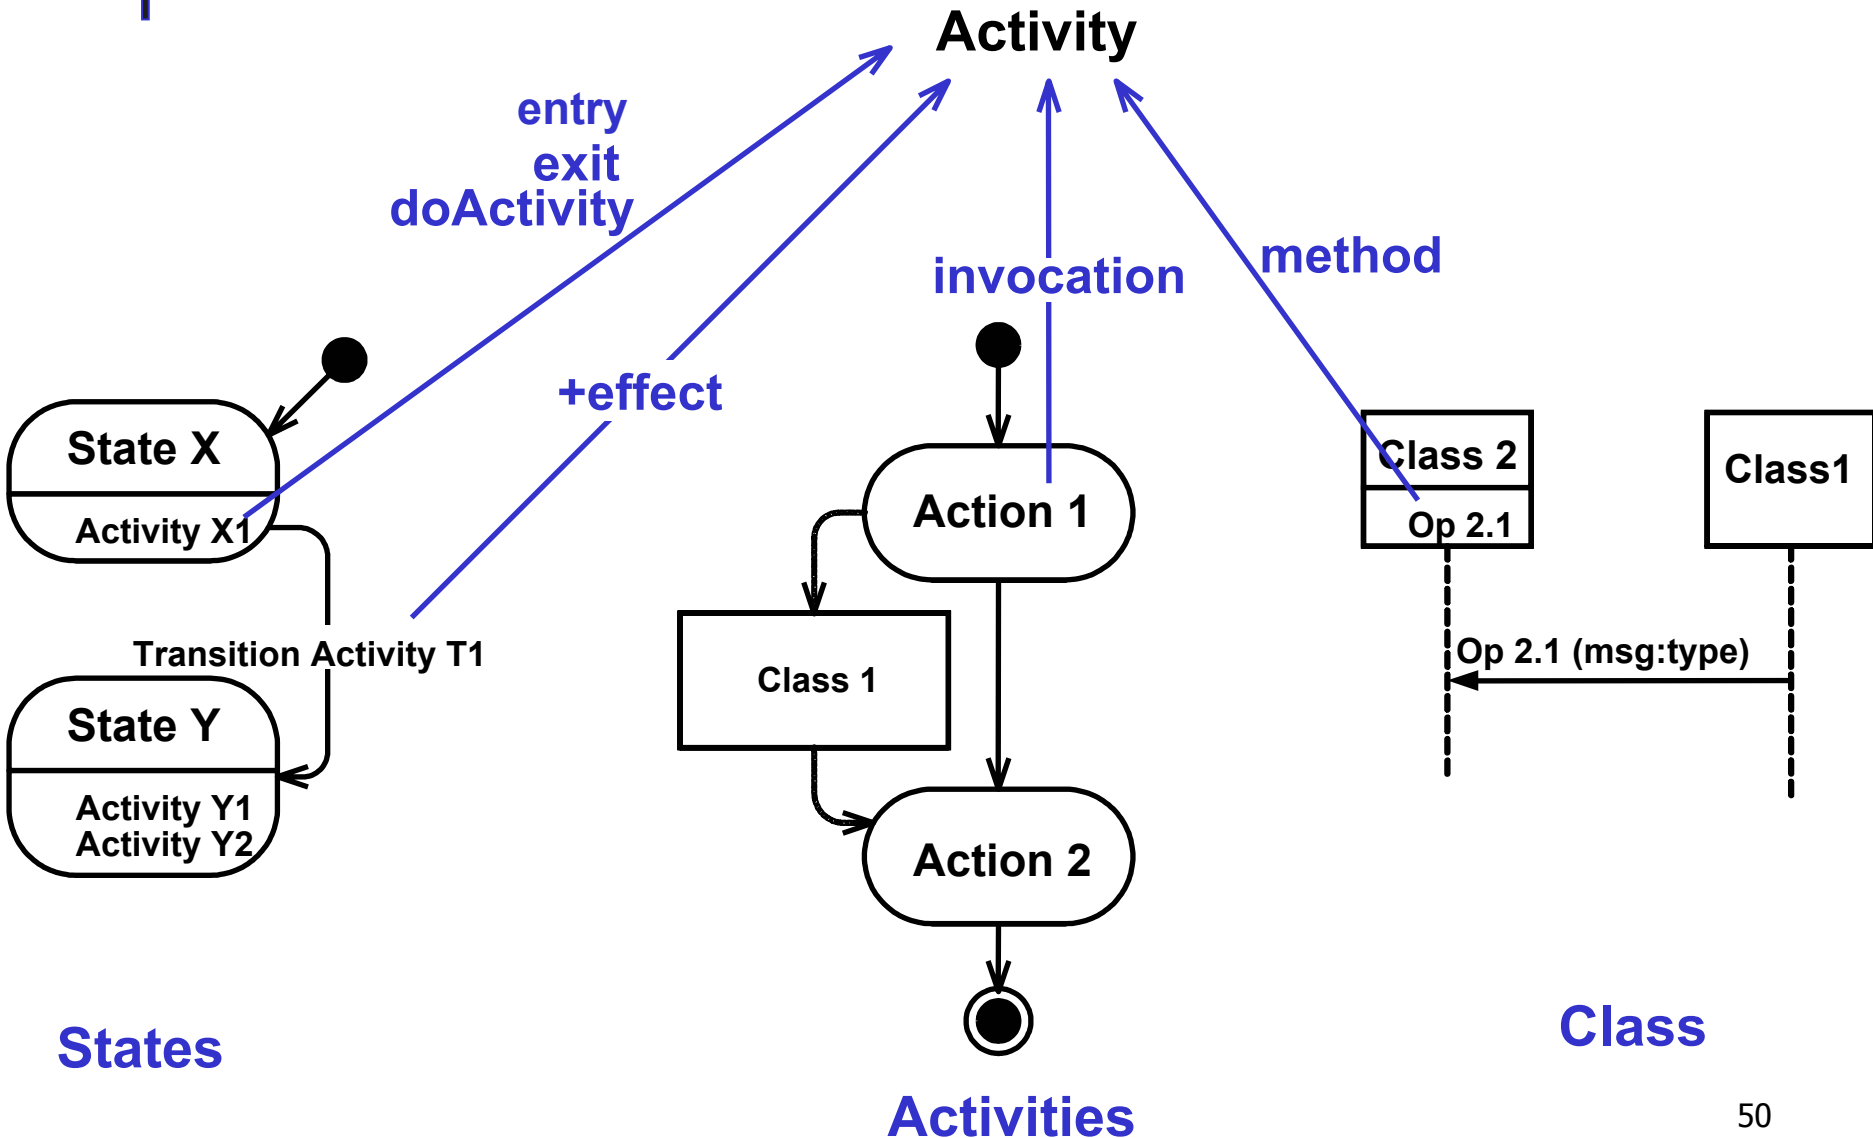 Activity
entry
exit
doActivity
method
invocation
+effect
State X
Activity X1
Transition Activity T1
State Y
Activity Y1
Activity Y2
Action 1
Class 1
Action 2
Class 2
Op 2.1
Class1
Op 2.1 (msg:type)
States
Activities
Class
50